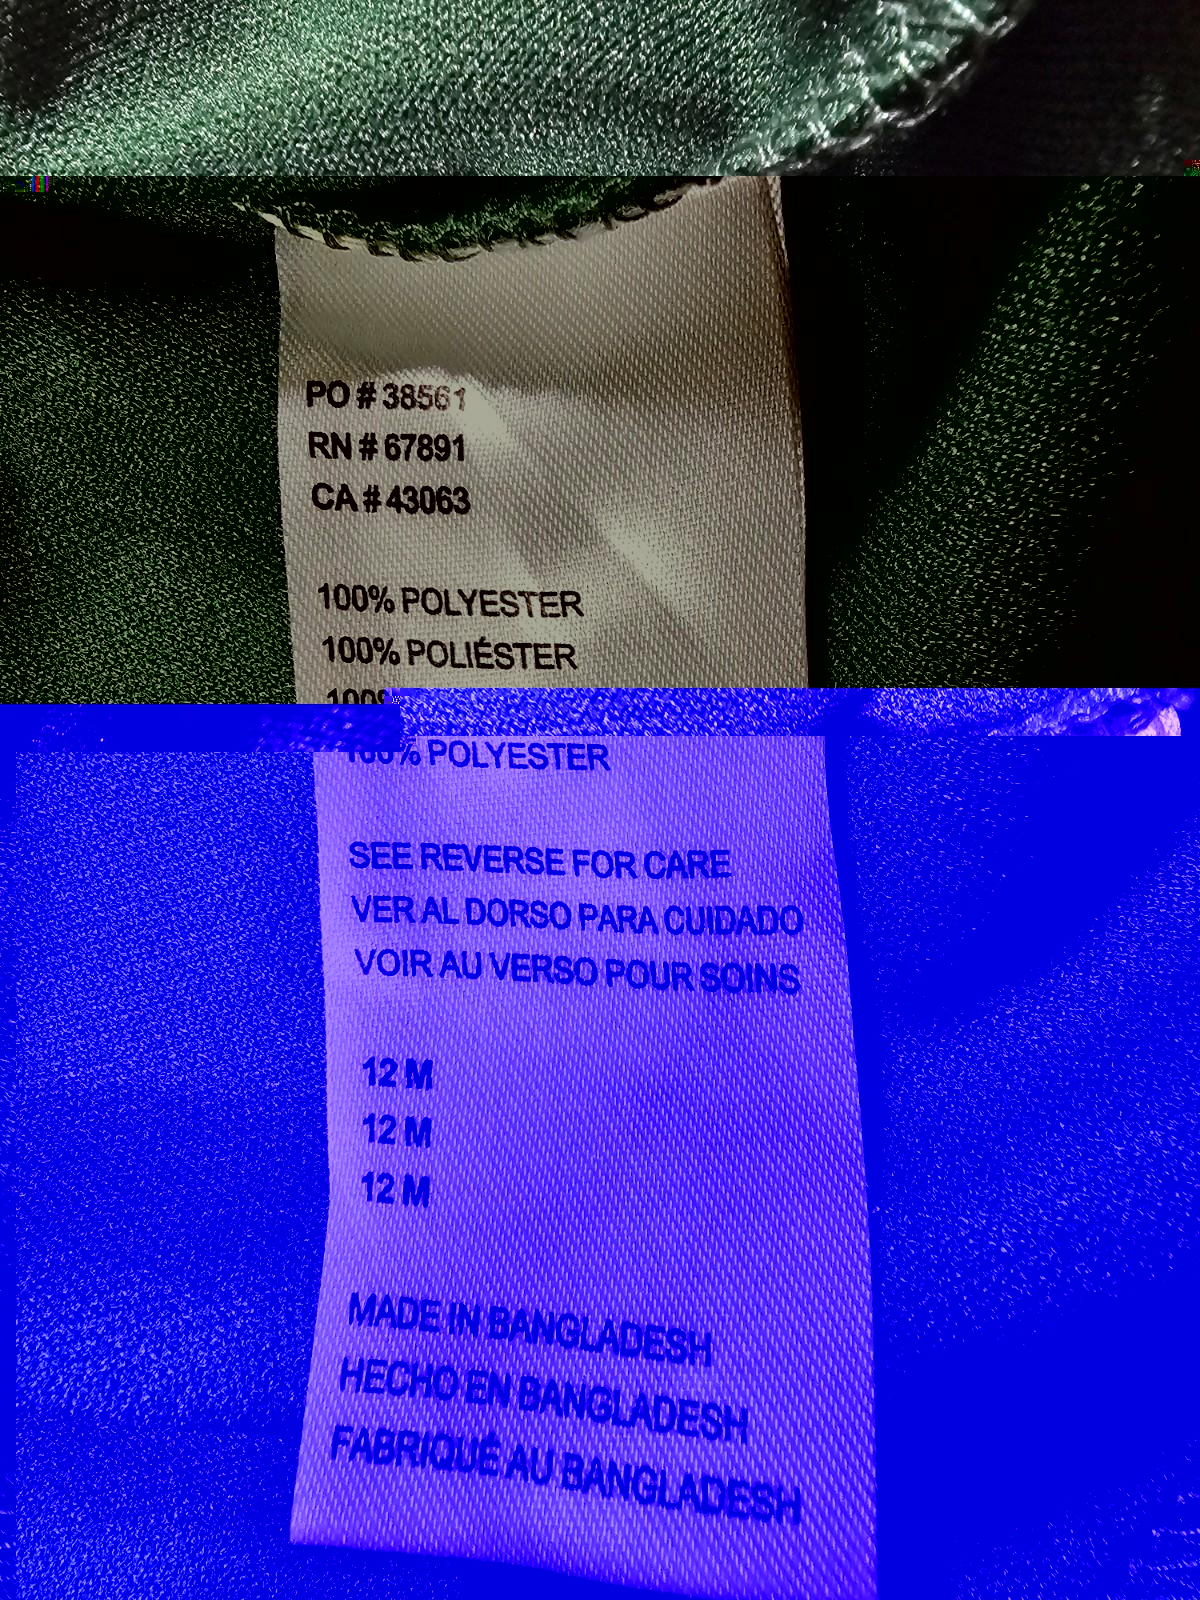 PO # 38561
RN # 67891
CA # 43063
100% POLYESTER
100% POLIÉSTER
100% POLYESTER
SEE REVERSE FOR CARE
VER AL DORSO PARA CUIDADO
VOIR AU VERSO POUR SOINS
12 M
12 M
12 M
MADE IN BANGLADESH
HECHO EN BANGLADESH
FABRIQUÉ AU BANGLADESH